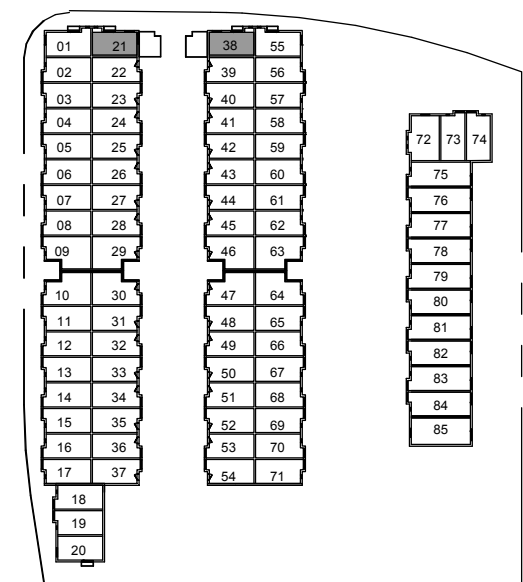 01 21 38 55
02 22 39 56
03 23 40 57
04 24 41 58
05 25 42 59
06 26 43 60
07 27 44 61
08 28 45 62
09 29 46 63
10 30 47 64
11 31 48 65
12 32 49 66
13 33 50 67
14 34 51 68
15 35 52 69
16 36 53 70
17 37 54 71
18
19
20
72 73 74
75
76
77
78
79
80
81
82
83
84
85